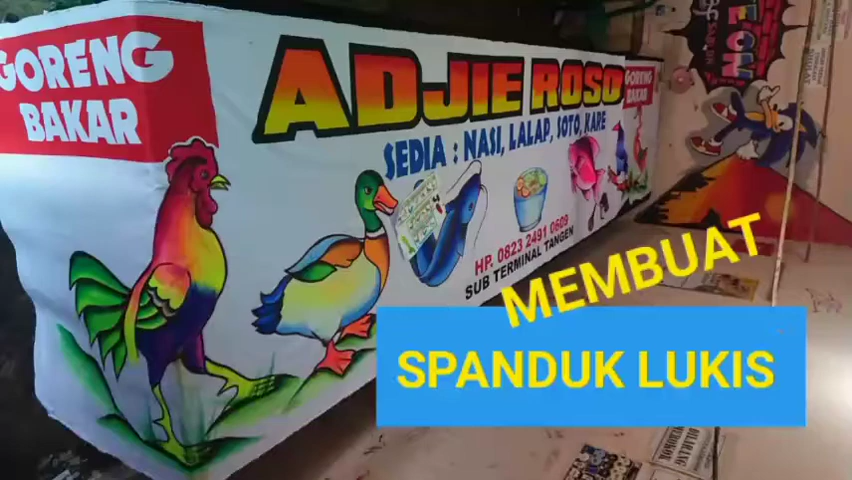 GORENG
BAKAR
ADJIE ROSO
SEDIA : NASI, LALAP, SOTO, KARE
HP. 0823 2491 0609
SUB TERMINAL TANGEN
GORENG
BAKAR
MEMBUAT
SPANDUK LUKIS